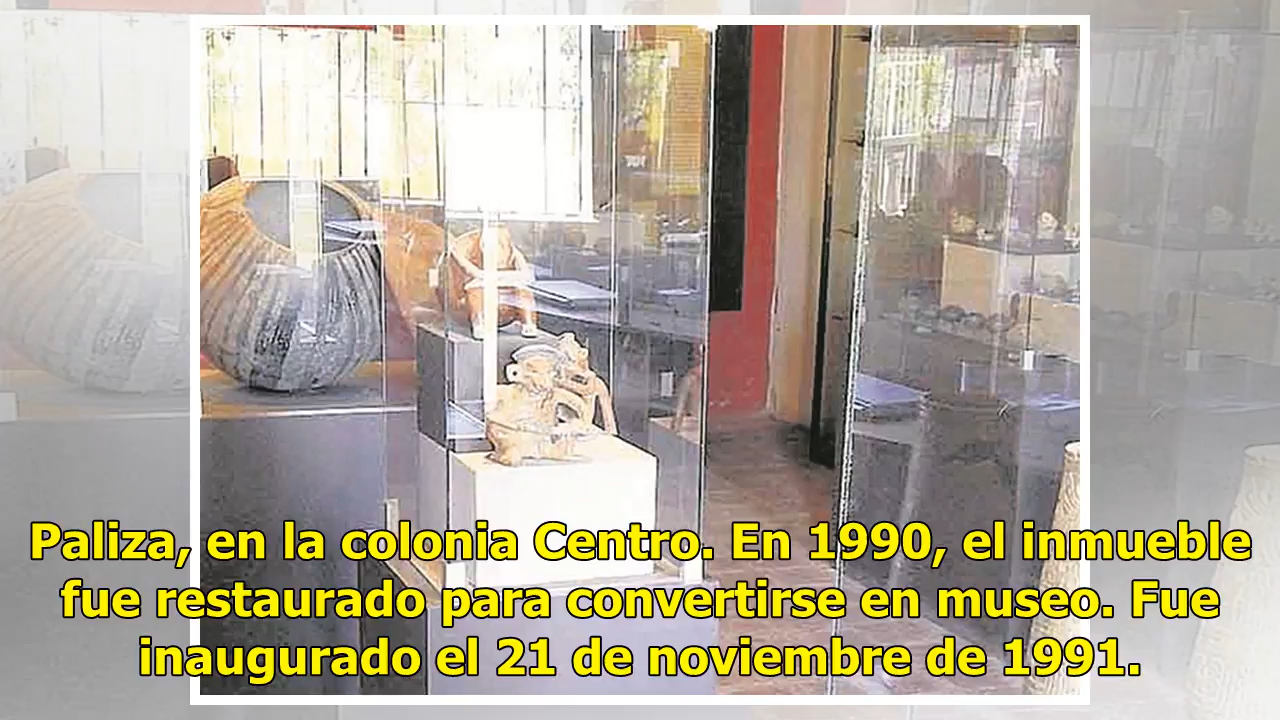 Paliza, en la colonia Centro. En 1990, el inmueble
fue restaurado para convertirse en museo. Fue
inaugurado el 21 de noviembre de 1991.